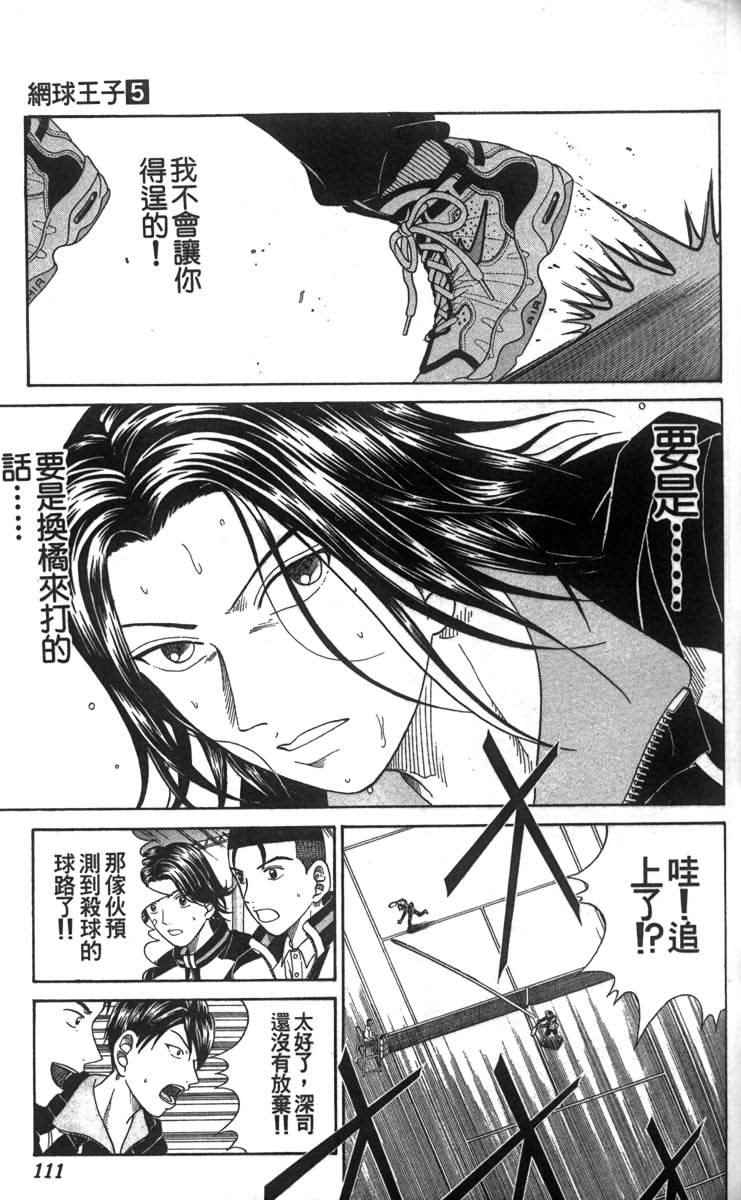 網球王子5
我不會讓你
得逞的！
AIR
AIR
要是……
要是換橘來打的
話……
哇！追
上了!?
那傢伙預
測到殺球的
球路了!!
太好了，深司
還沒有放棄!!
111